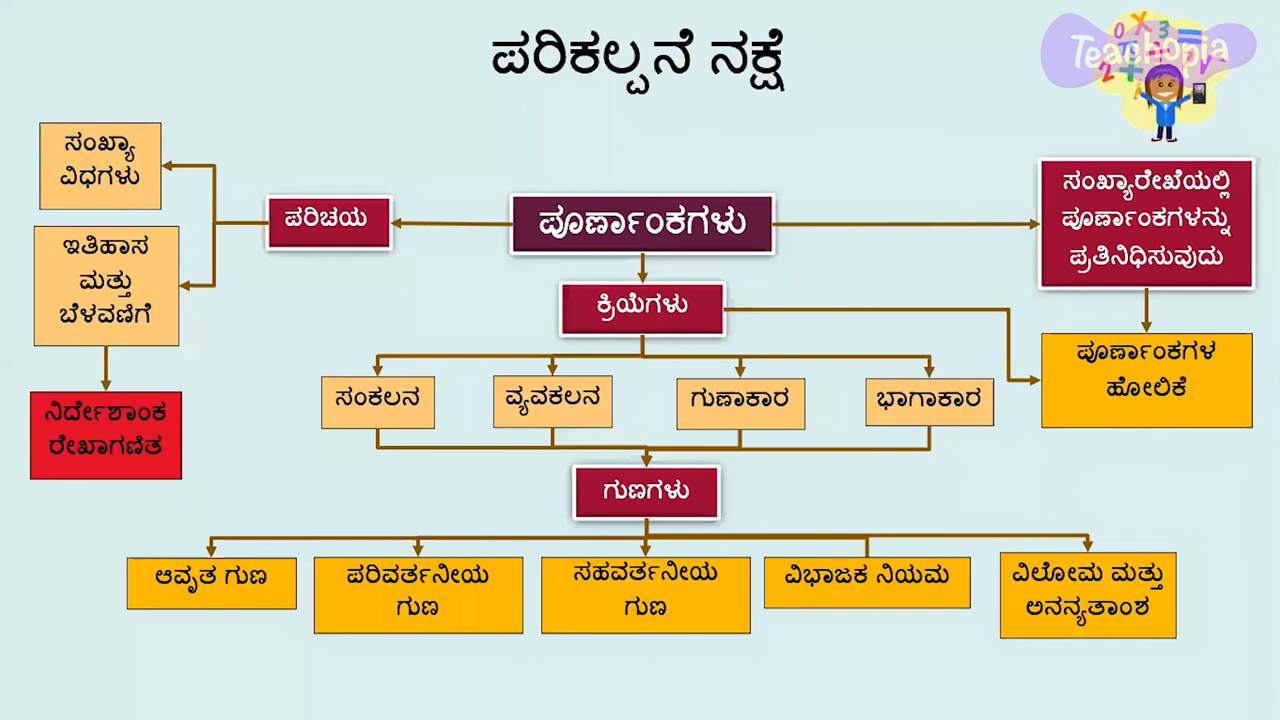 ಪರಿಕಲ್ಪನೆ ನಕ್ಷೆ
Teachopia
ಸಂಖ್ಯಾ
ವಿಧಗಳು
ಇತಿಹಾಸ
ಮತ್ತು
ಬೆಳವಣಿಗೆ
ನಿರ್ದೇಶಾಂಕ
ರೇಖಾಗಣಿತ
ಪರಿಚಯ
ಪೂರ್ಣಾಂಕಗಳು
ಸಂಖ್ಯಾರೇಖೆಯಲ್ಲಿ
ಪೂರ್ಣಾಂಕಗಳನ್ನು
ಪ್ರತಿನಿಧಿಸುವುದು
ಪೂರ್ಣಾಂಕಗಳ
ಹೋಲಿಕೆ
ಕ್ರಿಯೆಗಳು
ಸಂಕಲನ
ವ್ಯವಕಲನ
ಗುಣಾಕಾರ
ಭಾಗಾಕಾರ
ಗುಣಗಳು
ಆವೃತ ಗುಣ
ಪರಿವರ್ತನೀಯ
ಗುಣ
ಸಹವರ್ತನೀಯ
ಗುಣ
ವಿಭಾಜಕ ನಿಯಮ
ವಿಲೋಮ ಮತ್ತು
ಅನನ್ಯತಾಂಶ